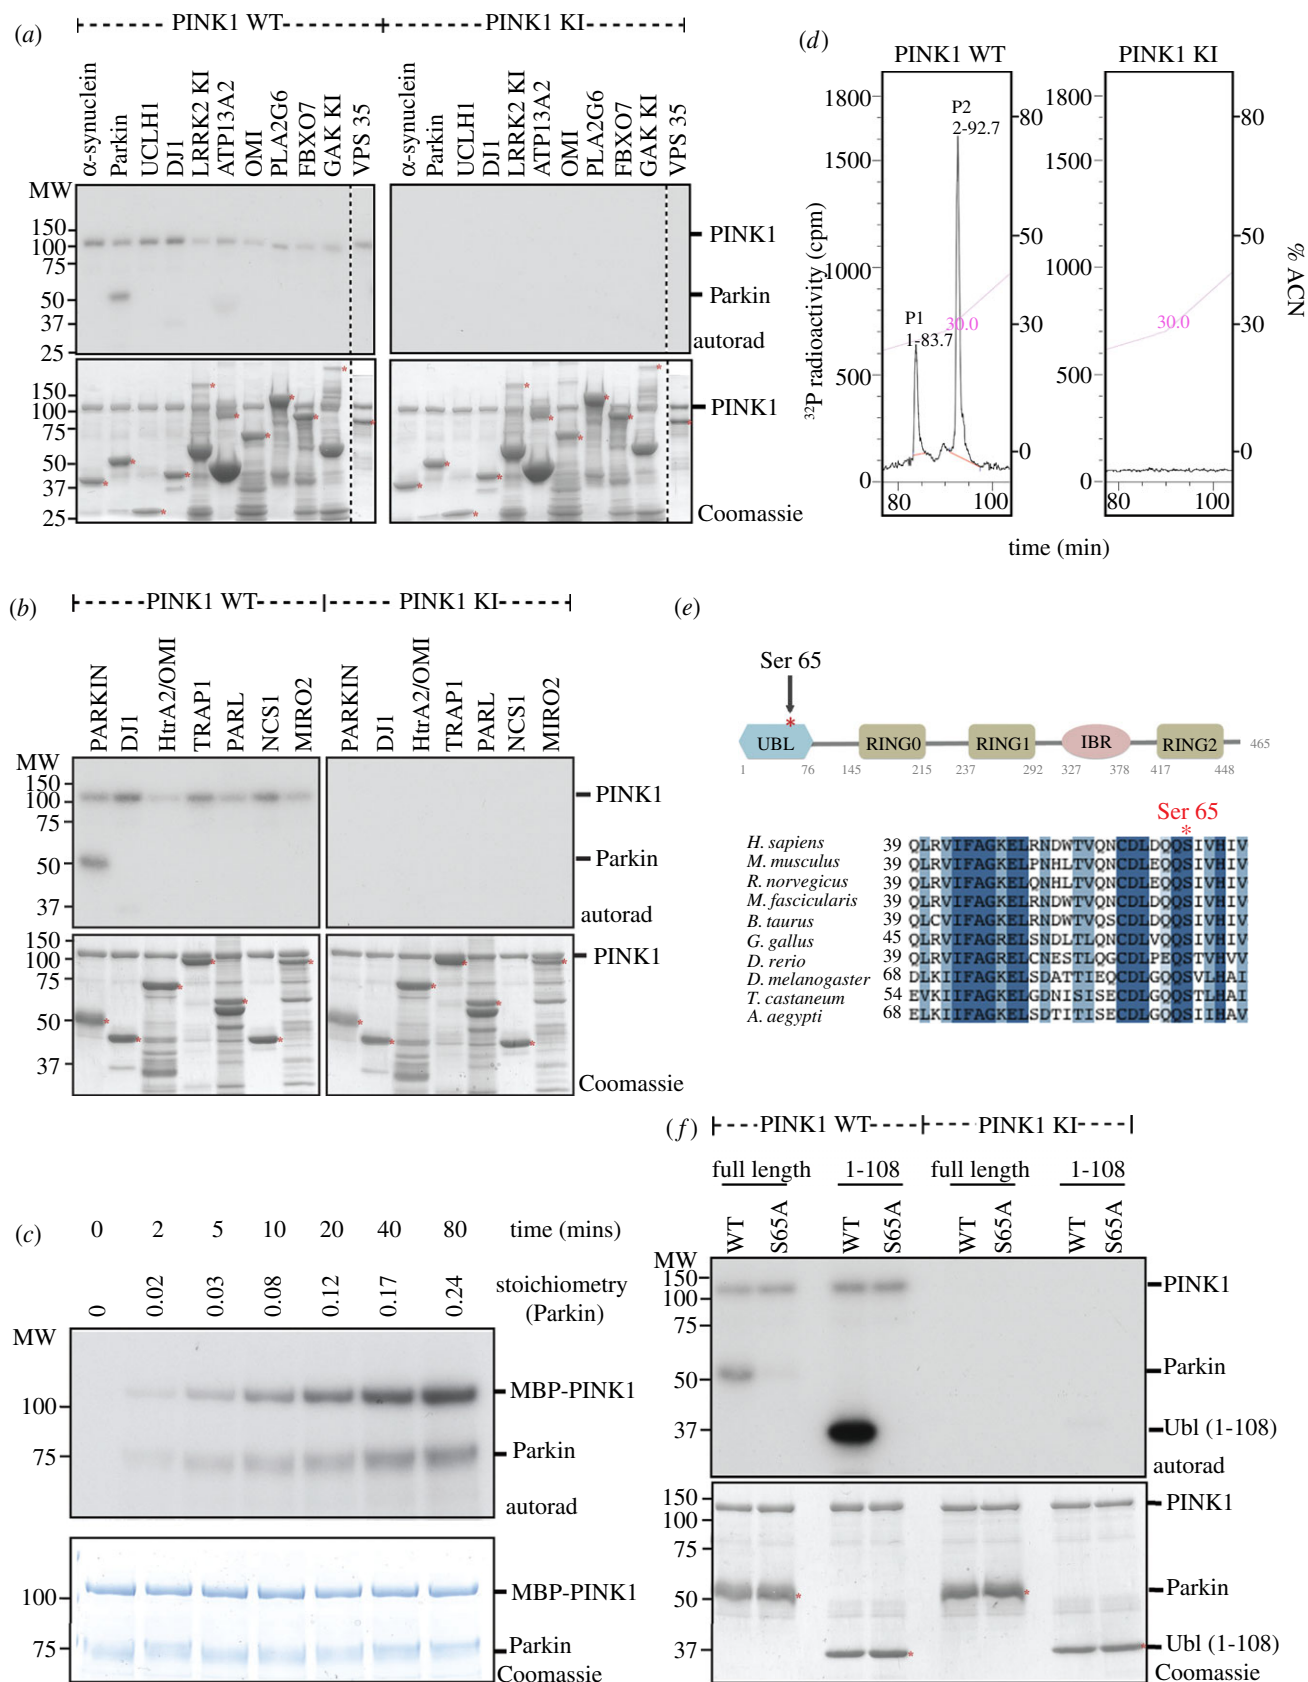 (a)
PINK1 WT
PINK1 KI
α-synuclein
Parkin
UCLH1
DJ1
LRRK2 KI
ATP13A2
OMI
PLA2G6
FBXO7
GAK KI
VPS 35
α-synuclein
Parkin
UCLH1
DJ1
LRRK2 KI
ATP13A2
OMI
PLA2G6
FBXO7
GAK KI
VPS 35
MW
150
100
75
50
37
25
PINK1
Parkin
autorad
150
100
75
50
37
25
PINK1
Coomassie
(d)
PINK1 WT
PINK1 KI
1800
1500
1000
500
0
³²P radioactivity (cpm)
P1
1-83.7
P2
2-92.7
30.0
80
50
30
0
80
100
1800
1500
1000
500
0
30.0
80
50
30
0
% ACN
80
100
time (min)
(b)
PINK1 WT
PINK1 KI
PARKIN
DJ1
HtrA2/OMI
TRAP1
PARL
NCS1
MIRO2
PARKIN
DJ1
HtrA2/OMI
TRAP1
PARL
NCS1
MIRO2
MW
150
100
75
50
37
PINK1
Parkin
autorad
150
100
75
50
37
PINK1
Coomassie
(e)
Ser 65
*
UBL
RING0
RING1
IBR
RING2
465
1 76 145 215 237 292 327 378 417 448
Ser 65
*
H. sapiens 39 QLRVIFAGKELRNDWTVQNCDLDQQSIVHIV
M. musculus 39 QLRVIFAGKELPNHLTVQNCDLEQQSIVHIV
R. norvegicus 39 QLRVIFAGKELQNHLTVQNCDLEQQSIVHIV
M. fascicularis 39 QLRVIFAGKELRNDWTVQNCDLDQQSIVHIV
B. taurus 39 QLCVIFAGKELRNDWTVQSCDLDQQSIVHIV
G. gallus 45 QLRVIFAGRELSNDLTLQNCDLVQQSIVHIV
D. rerio 39 QLRVIFAGRELCNESTLQGCDLPEQSTVHVV
D. melanogaster 68 DLKIIFAGKELSDATTIEQCDLGQQSVLHAI
T. castaneum 54 EVKIIFAGKELGDNISISECDLGQQSTLHAI
A. aegypti 68 ELKIIFAGKELSDTITISECDLGQQSIIHAV
(c)
0 2 5 10 20 40 80 time (mins)
0 0.02 0.03 0.08 0.12 0.17 0.24 stoichiometry (Parkin)
MW
100
75
MBP-PINK1
Parkin
autorad
100
75
MBP-PINK1
Parkin
Coomassie
(f)
PINK1 WT
PINK1 KI
full length
1-108
full length
1-108
WT
S65A
WT
S65A
WT
S65A
WT
S65A
MW
150
100
75
50
37
PINK1
Parkin
Ubl (1-108)
autorad
150
100
75
50
37
PINK1
Parkin
Ubl (1-108)
Coomassie